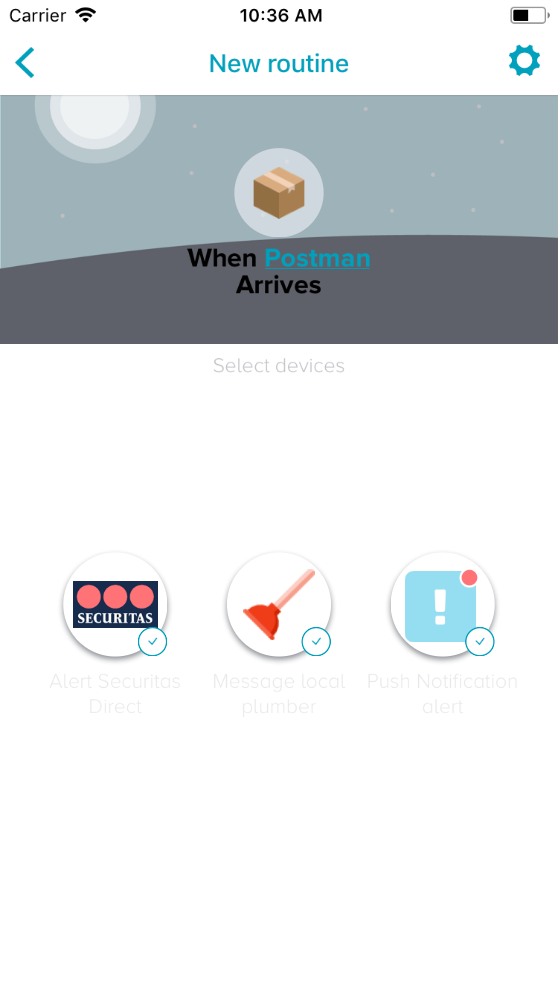 Carrier 10:36 AM
New routine
When Postman
Arrives
Select devices
SECURITAS
!
Alert Securitas
Direct
Message local
plumber
Push Notification
alert